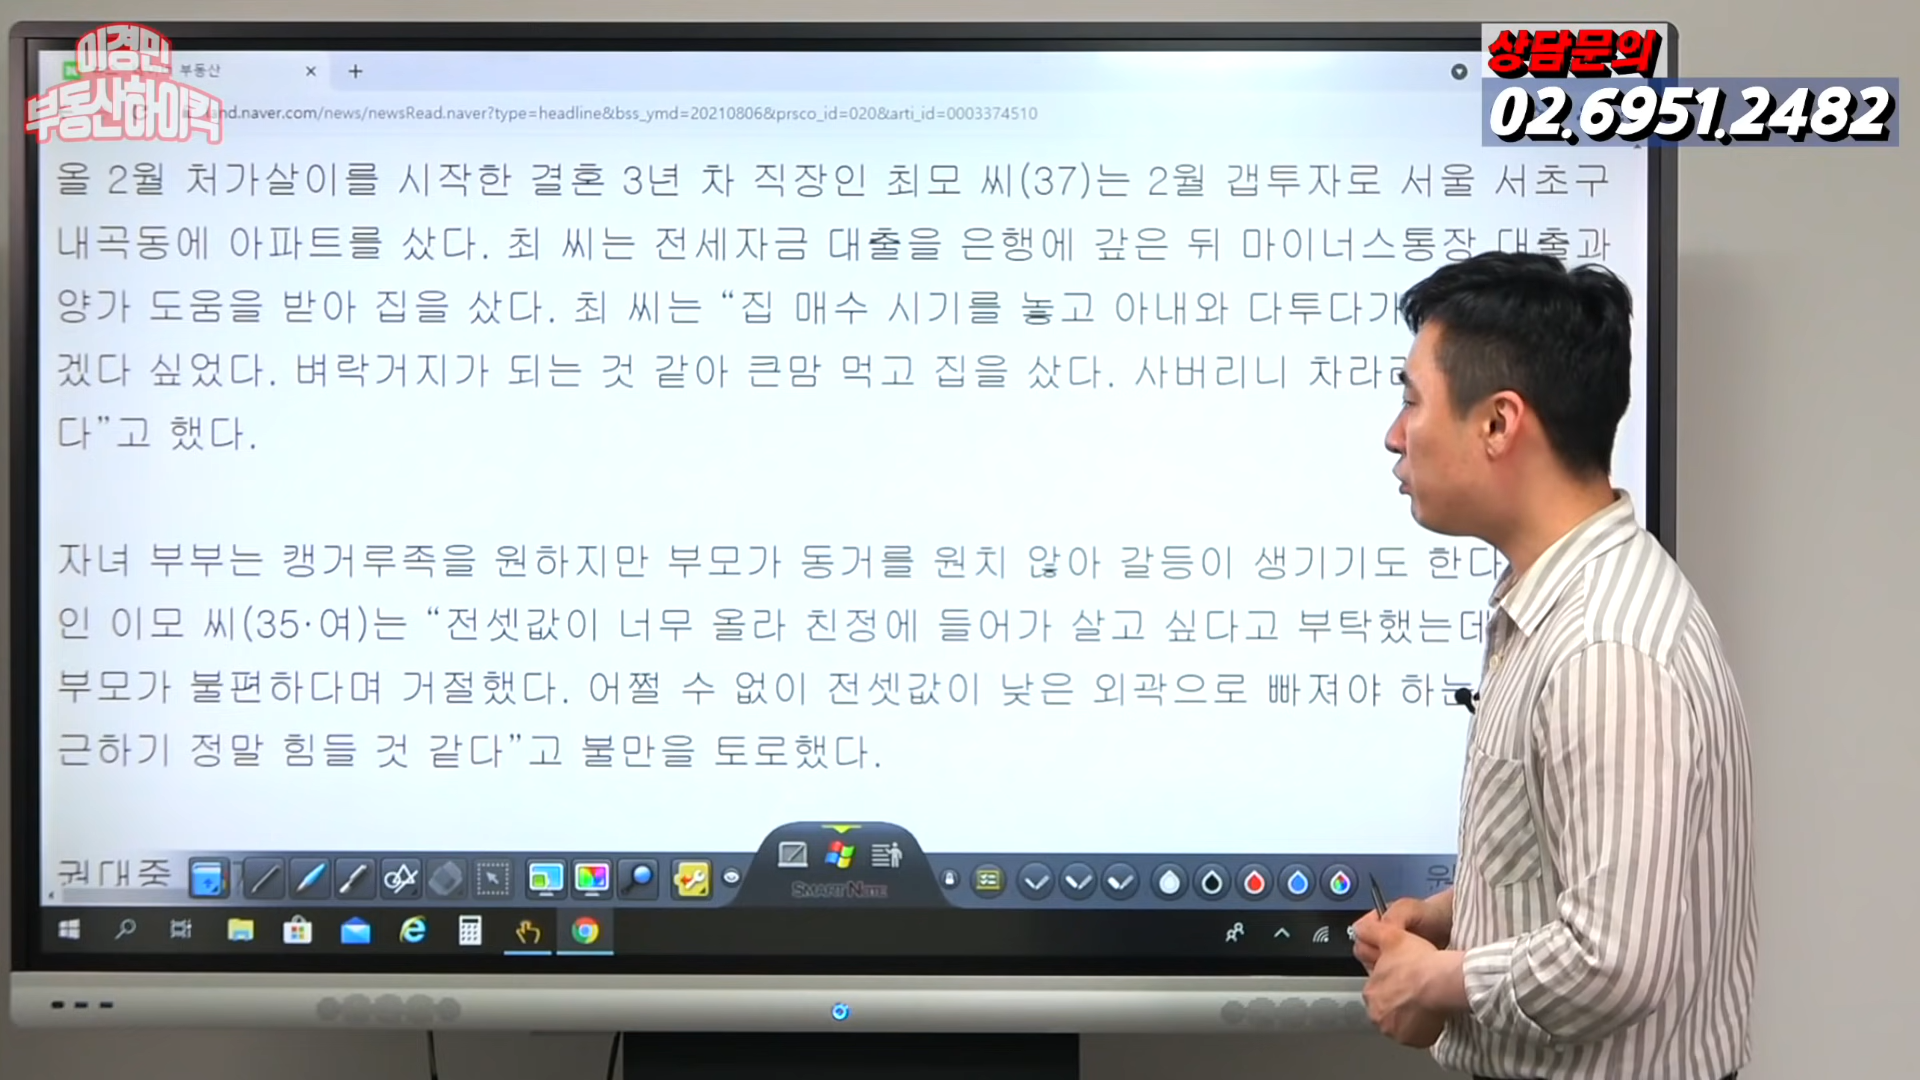 이경민
부동산하이킥
상담문의
02.6951.2482
부동산
and.naver.com/news/newsRead.naver?type=headline&bss_ymd=20210806&prsco_id=020&arti_id=0003374510
올 2월 처가살이를 시작한 결혼 3년 차 직장인 최모 씨(37)는 2월 갭투자로 서울 서초구
내곡동에 아파트를 샀다. 최 씨는 전세자금 대출을 은행에 갚은 뒤 마이너스통장 대출과
양가 도움을 받아 집을 샀다. 최 씨는 “집 매수 시기를 놓고 아내와 다투다가
겠다 싶었다. 벼락거지가 되는 것 같아 큰맘 먹고 집을 샀다. 사버리니 차라리
다”고 했다.
자녀 부부는 캥거루족을 원하지만 부모가 동거를 원치 않아 갈등이 생기기도 한다
인 이모 씨(35·여)는 “전셋값이 너무 올라 친정에 들어가 살고 싶다고 부탁했는데
부모가 불편하다며 거절했다. 어쩔 수 없이 전셋값이 낮은 외곽으로 빠져야 하는
근하기 정말 힘들 것 같다”고 불만을 토로했다.
권대중
SMART NOTE